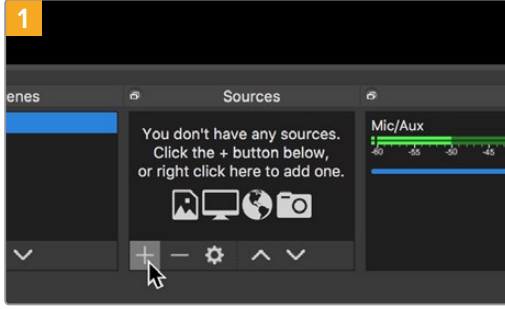 1
enes
Sources
You don't have any sources.
Click the + button below,
or right click here to add one.
Mic/Aux
-60 -55 -50 -45